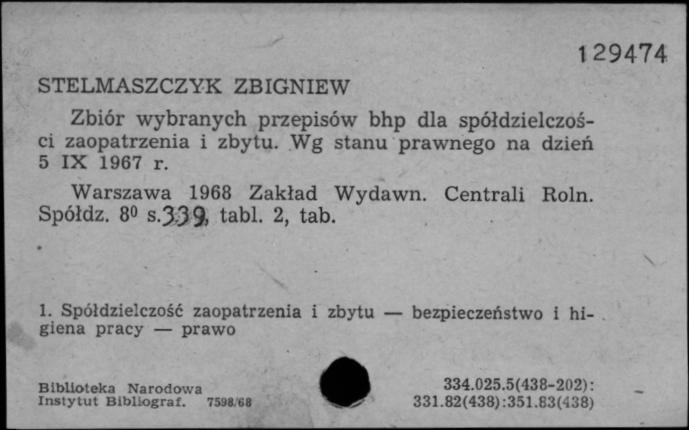 129474
STELMASZCZYK ZBIGNIEW
Zbiór wybranych przepisów bhp dla spółdzielczoś-
ci zaopatrzenia i zbytu. Wg stanu prawnego na dzień
5 IX 1967 r.
Warszawa 1968 Zakład Wydawn. Centrali Roln.
Spółdz. 8⁰ s.339, tabl. 2, tab.
1. Spółdzielczość zaopatrzenia i zbytu — bezpieczeństwo i hi-
giena pracy — prawo
Biblioteka Narodowa 334.025.5(438-202):
Instytut Bibliograf. 7598/68 331.82(438):351.83(438)